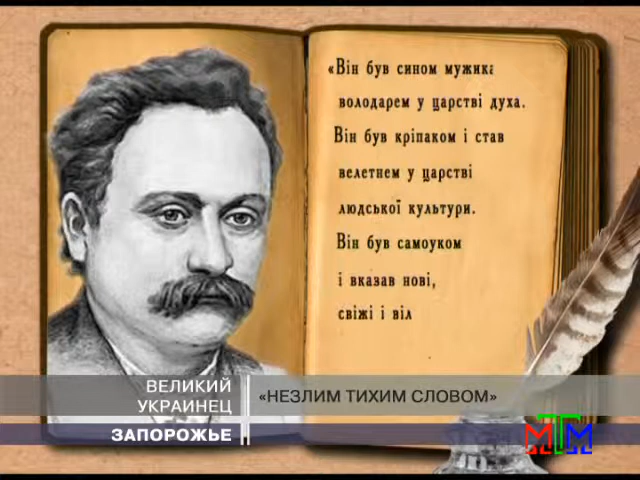 «Він був сином мужика
володарем у царстві духа.
Він був кріпаком і став
велетнем у царстві
людської культури.
Він був самоуком
і вказав нові,
свіжі і віл
ВЕЛИКИЙ
УКРАИНЕЦ
«НЕЗЛИМ ТИХИМ СЛОВОМ»
ЗАПОРОЖЬЕ
МТМ